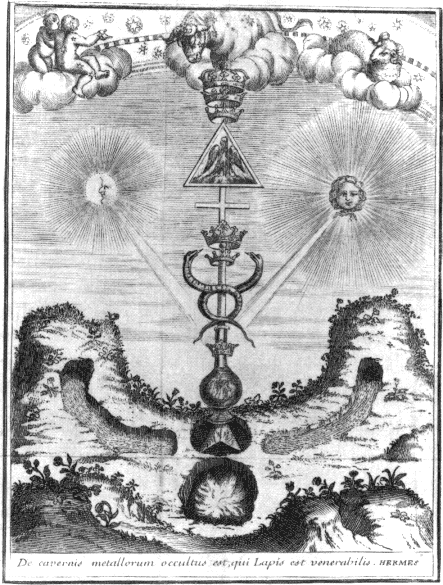 De cavernis metallorum occultus est, qui Lapis est venerabilis. HERMES